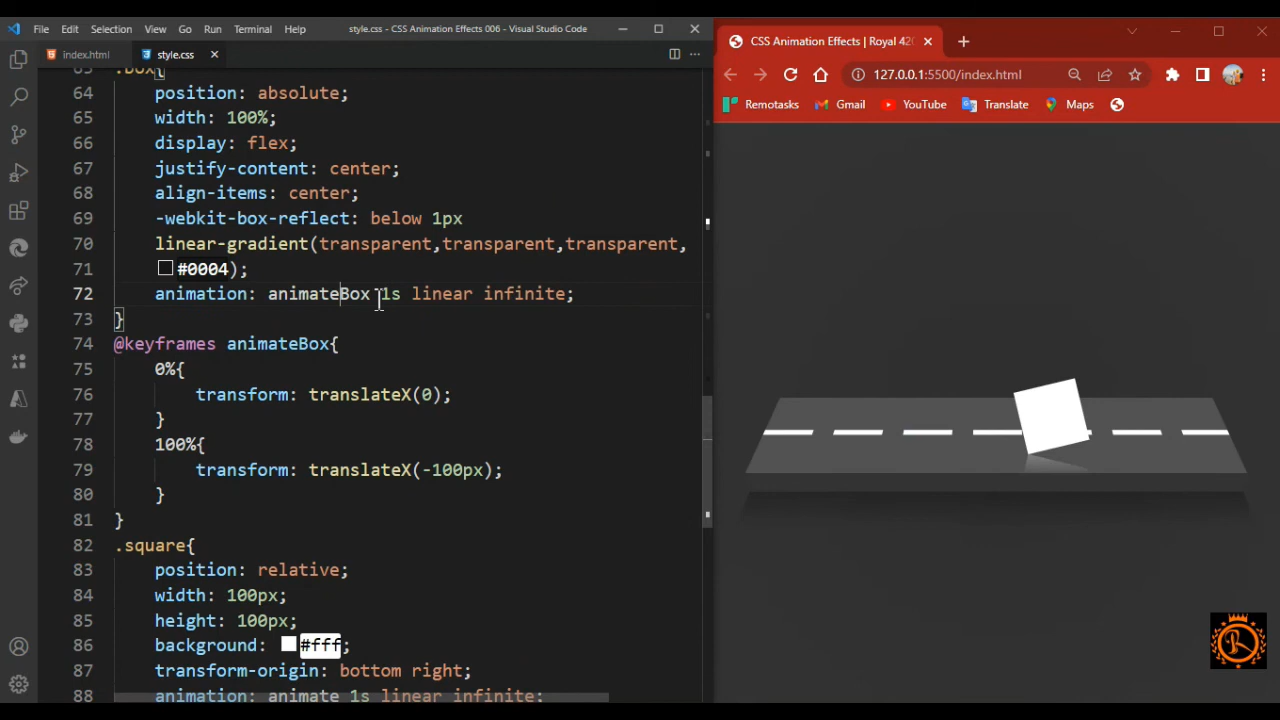 File Edit Selection View Go Run Terminal Help
style.css - CSS Animation Effects 006 - Visual Studio Code
index.html
style.css
.box{
64 position: absolute;
65 width: 100%;
66 display: flex;
67 justify-content: center;
68 align-items: center;
69 -webkit-box-reflect: below 1px
70 linear-gradient(transparent,transparent,transparent,
71 #0004);
72 animation: animateBox 1s linear infinite;
73 }
74 @keyframes animateBox{
75 0%{
76 transform: translateX(0);
77 }
78 100%{
79 transform: translateX(-100px);
80 }
81 }
82 .square{
83 position: relative;
84 width: 100px;
85 height: 100px;
86 background: #fff;
87 transform-origin: bottom right;
88 animation: animate 1s linear infinite;
CSS Animation Effects | Royal
127.0.0.1:5500/index.html
Remotasks Gmail YouTube Translate Maps